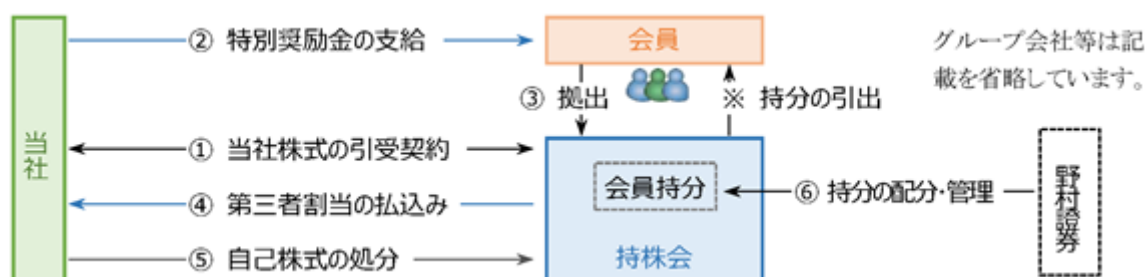 ② 特別奨励金の支給
会員
グループ会社等は記
載を省略しています。
③ 拠出
※ 持分の引出
当社
① 当社株式の引受契約
会員持分
⑥ 持分の配分・管理
野村證券
④ 第三者割当の払込み
⑤ 自己株式の処分
持株会